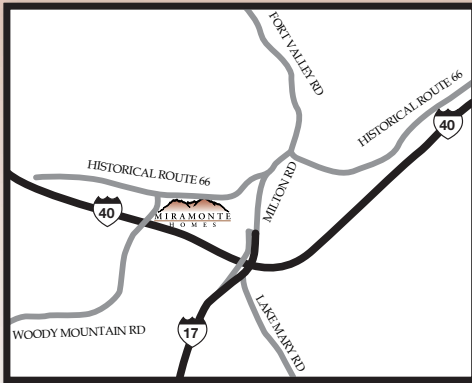 FORT VALLEY RD
HISTORICAL ROUTE 66
40
HISTORICAL ROUTE 66
MILTON RD
40
MIRAMONTE
HOMES
WOODY MOUNTAIN RD
17
LAKE MARY RD